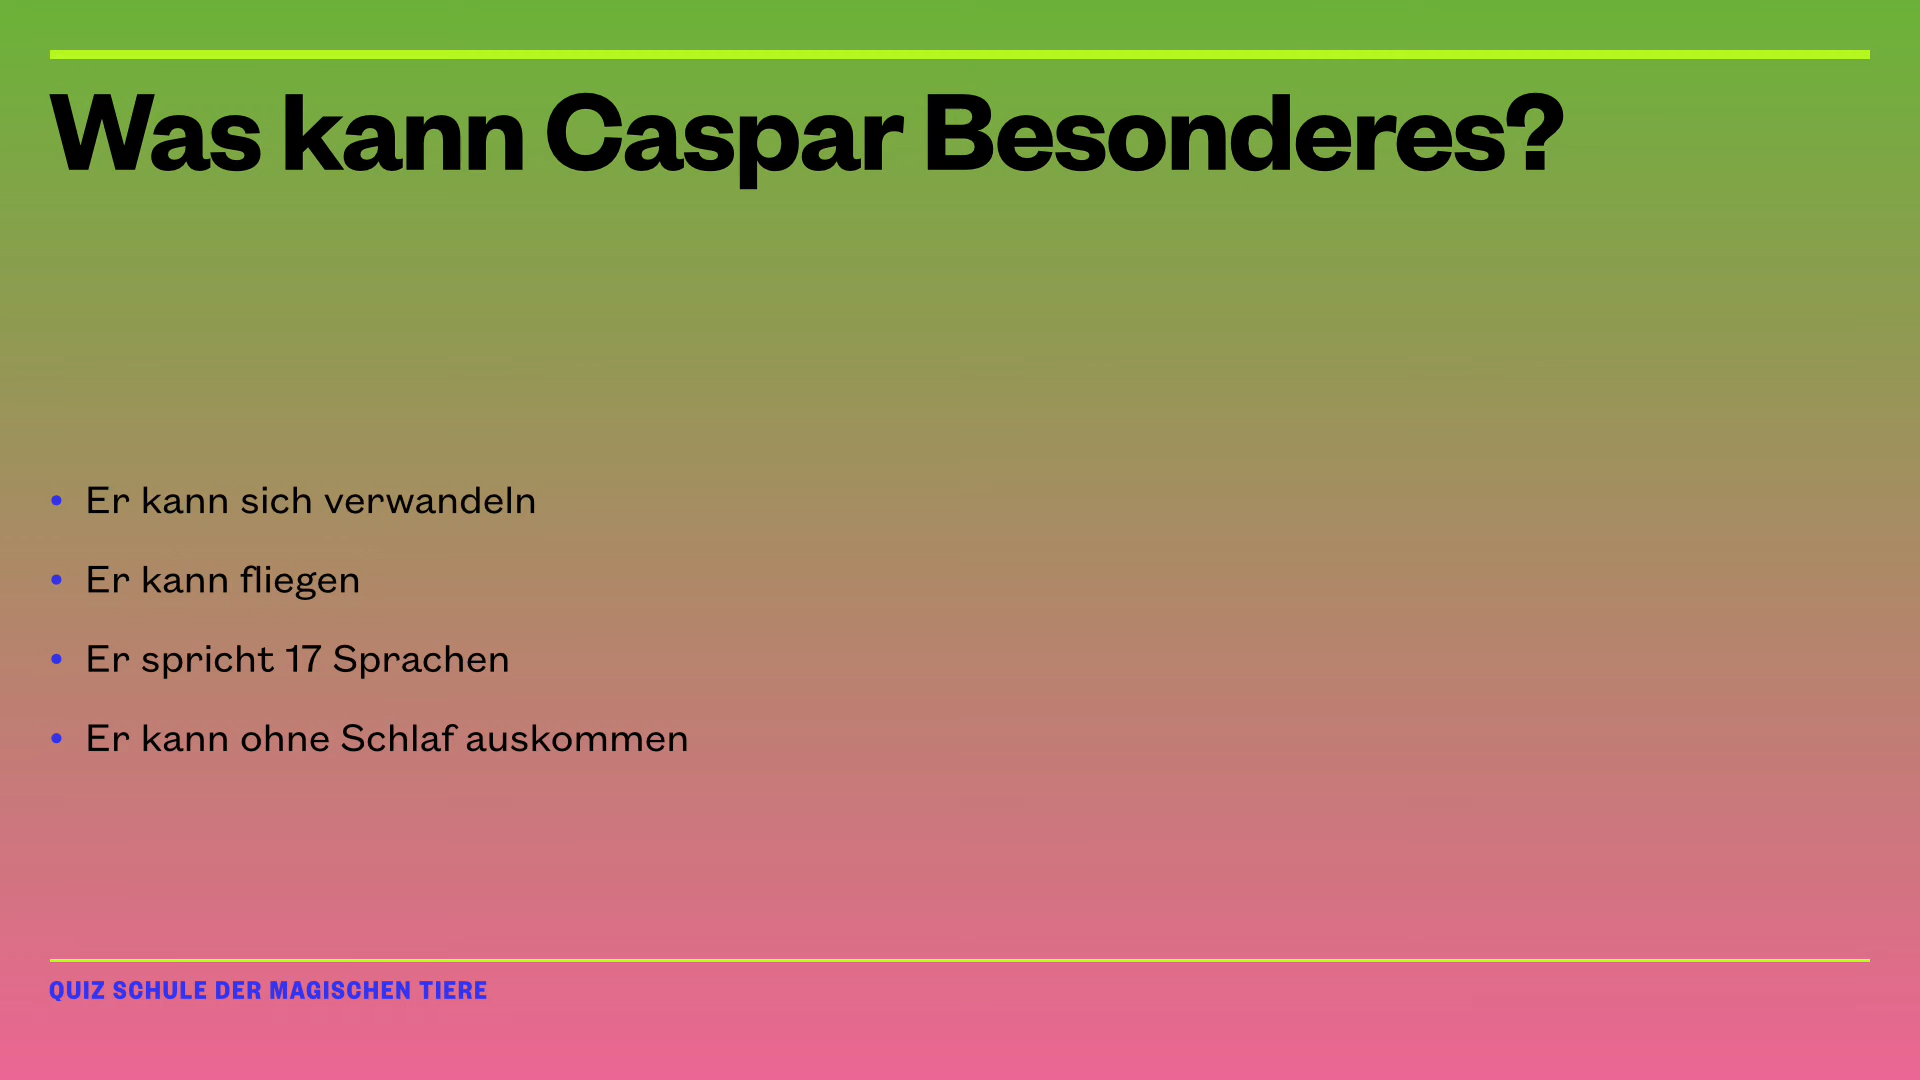 Was kann Caspar Besonderes?
• Er kann sich verwandeln
• Er kann fliegen
• Er spricht 17 Sprachen
• Er kann ohne Schlaf auskommen
QUIZ SCHULE DER MAGISCHEN TIERE